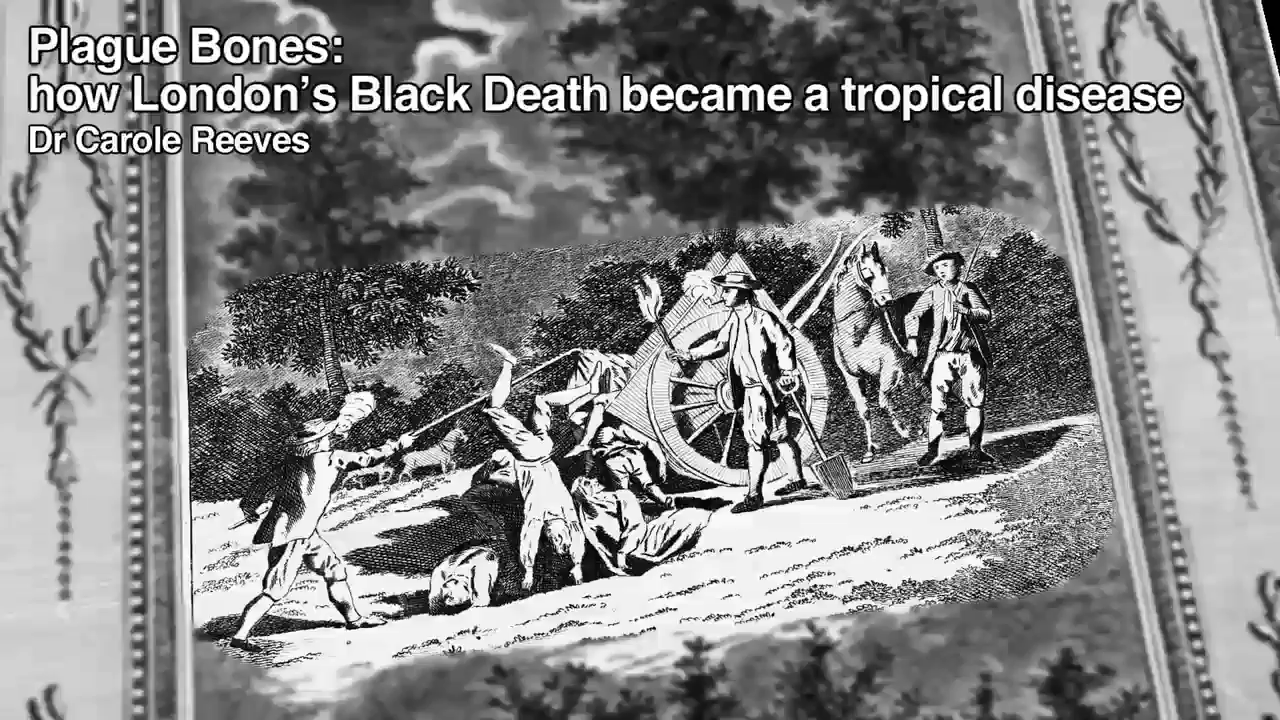 Plague Bones:
how London’s Black Death became a tropical disease
Dr Carole Reeves